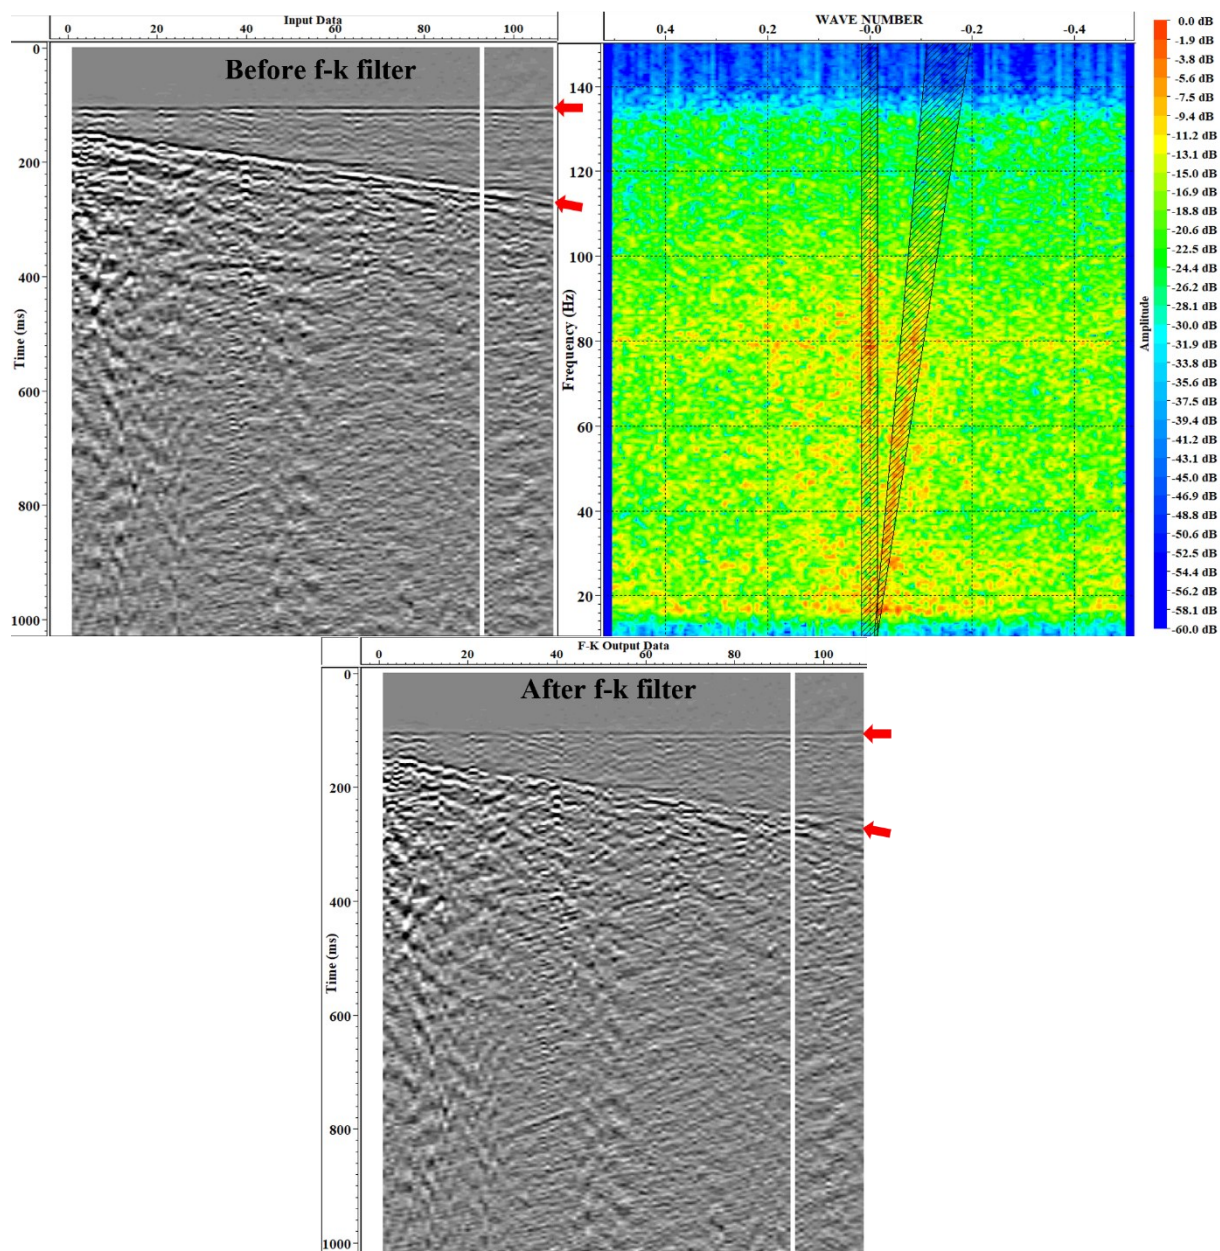 Input Data
0 20 40 60 80 100
Before f-k filter
0
200
400
600
800
1000
Time (ms)
WAVE NUMBER
0.4 0.2 -0.0 -0.2 -0.4
140
120
100
80
60
40
20
Frequency (Hz)
Amplitude
0.0 dB
-1.9 dB
-3.8 dB
-5.6 dB
-7.5 dB
-9.4 dB
-11.2 dB
-13.1 dB
-15.0 dB
-16.9 dB
-18.8 dB
-20.6 dB
-22.5 dB
-24.4 dB
-26.2 dB
-28.1 dB
-30.0 dB
-31.9 dB
-33.8 dB
-35.6 dB
-37.5 dB
-39.4 dB
-41.2 dB
-43.1 dB
-45.0 dB
-46.9 dB
-48.8 dB
-50.6 dB
-52.5 dB
-54.4 dB
-56.2 dB
-58.1 dB
-60.0 dB
F-K Output Data
0 20 40 60 80 100
After f-k filter
0
200
400
600
800
1000
Time (ms)